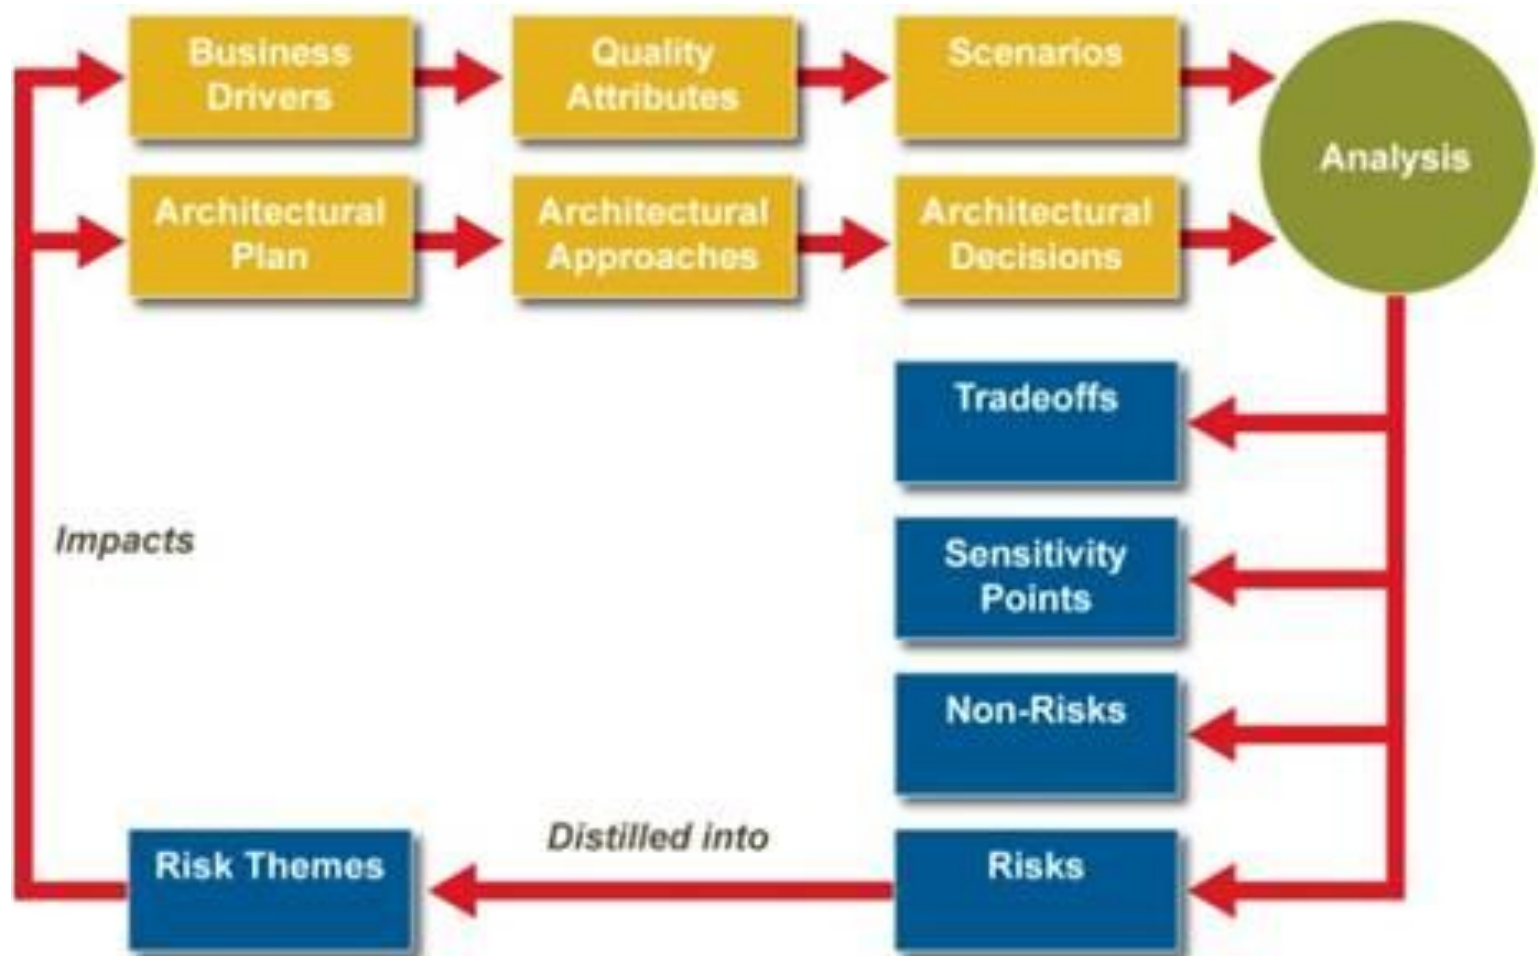 Business
Drivers
Quality
Attributes
Scenarios
Analysis
Architectural
Plan
Architectural
Approaches
Architectural
Decisions
Tradeoffs
Sensitivity
Points
Impacts
Non-Risks
Distilled into
Risk Themes
Risks